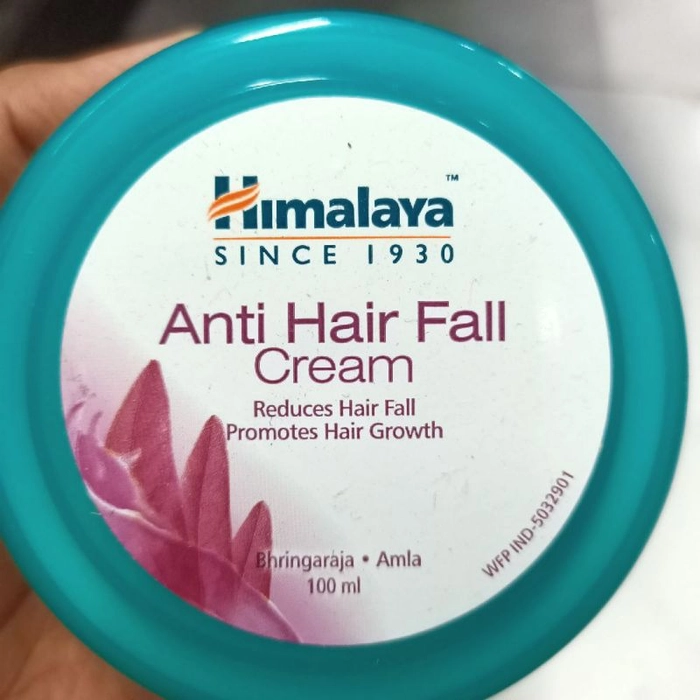 Himalaya™
SINCE 1930
Anti Hair Fall
Cream
Reduces Hair Fall
Promotes Hair Growth
Bhringaraja • Amla
100 ml
WFP IND-5032901